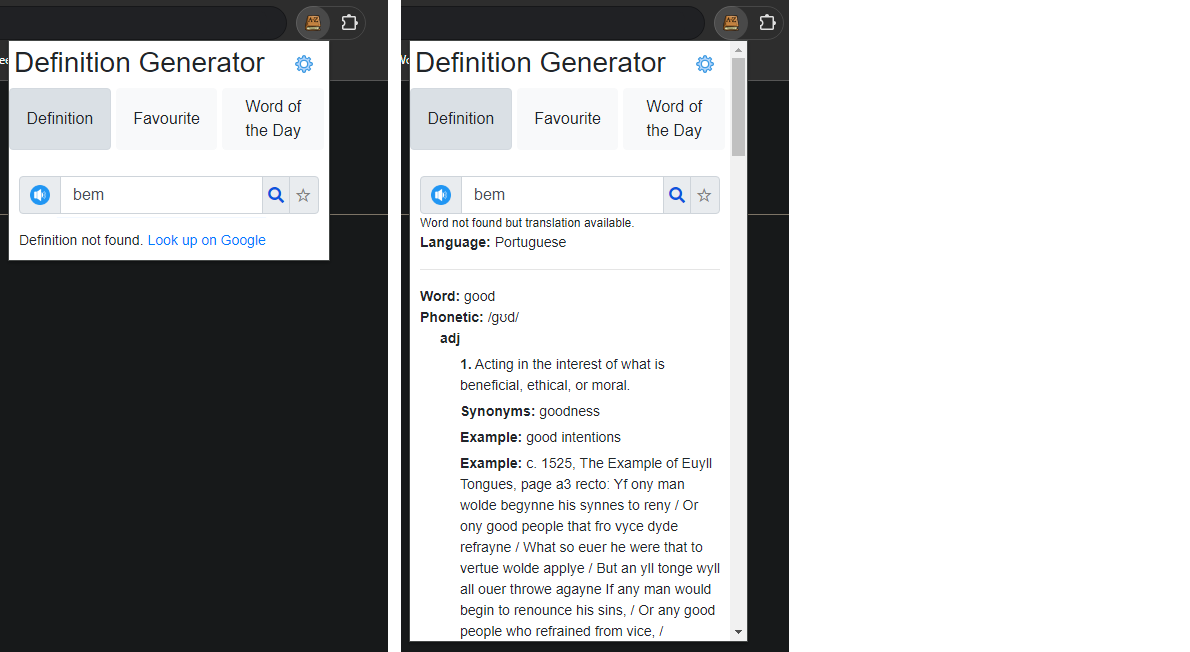 Definition Generator
Definition
Favourite
Word of
the Day
bem
Definition not found. Look up on Google
Definition Generator
Definition
Favourite
Word of
the Day
bem
Word not found but translation available.
Language: Portuguese
Word: good
Phonetic: /ɡʊd/
adj
1. Acting in the interest of what is
beneficial, ethical, or moral.
Synonyms: goodness
Example: good intentions
Example: c. 1525, The Example of Euyll
Tongues, page a3 recto: Yf ony man
wolde begynne his synnes to reny / Or
ony good people that fro vyce dyde
refrayne / What so euer he were that to
vertue wolde applye / But an yll tonge wyll
all ouer throwe agayne If any man would
begin to renounce his sins, / Or any good
people who refrained from vice, /